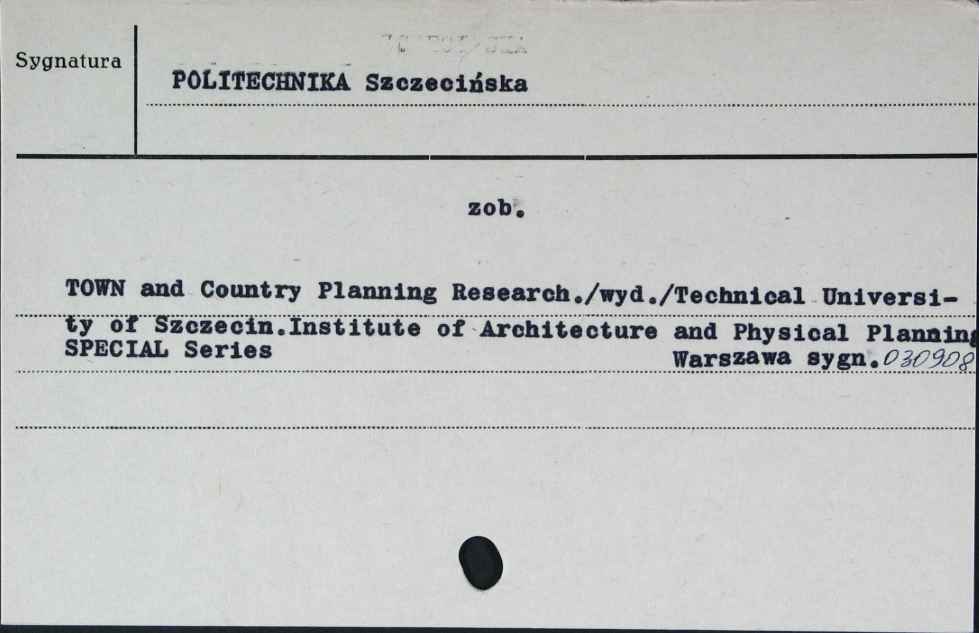 Sygnatura
POLITECHNIKA Szczecińska
zob.
TOWN and Country Planning Research./wyd./Technical Universi-
ty of Szczecin.Institute of Architecture and Physical Planning
SPECIAL Series
Warszawa sygn.030908